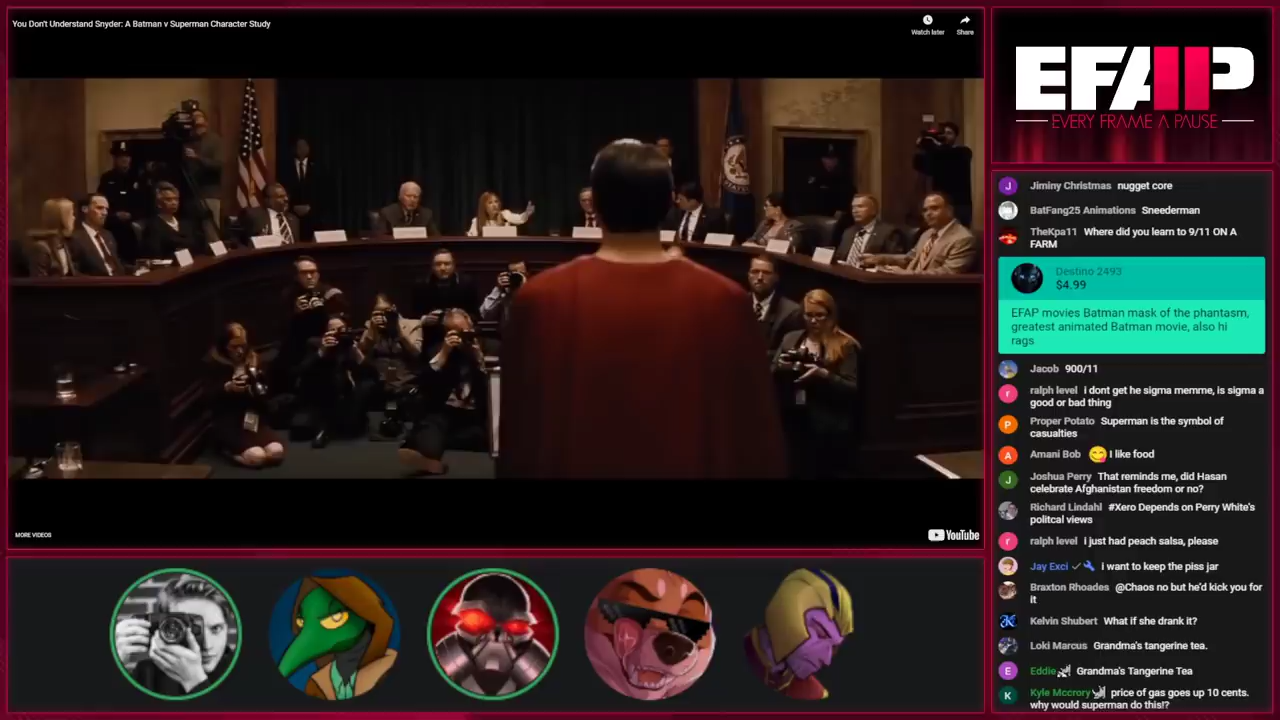 You Don't Understand Snyder: A Batman v Superman Character Study
Watch later
Share
MORE VIDEOS
YouTube
EFAP
EVERY FRAME A PAUSE
J
Jiminy Christmas nugget core
BatFang25 Animations Sneederman
TheKpa11 Where did you learn to 9/11 ON A
FARM
Destino 2493
$4.99
EFAP movies Batman mask of the phantasm,
greatest animated Batman movie, also hi
rags
Jacob 900/11
r
ralph level i dont get he sigma memme, is sigma a
good or bad thing
P
Proper Potato Superman is the symbol of
casualties
A
Amani Bob 😋 I like food
J
Joshua Perry That reminds me, did Hasan
celebrate Afghanistan freedom or no?
Richard Lindahl #Xero Depends on Perry White's
politcal views
r
ralph level i just had peach salsa, please
Jay Exci i want to keep the piss jar
Braxton Rhoades @Chaos no but he'd kick you for
it
Kelvin Shubert What if she drank it?
Loki Marcus Grandma's tangerine tea.
E
Eddie Grandma's Tangerine Tea
K
Kyle Mccrory price of gas goes up 10 cents.
why would superman do this!?